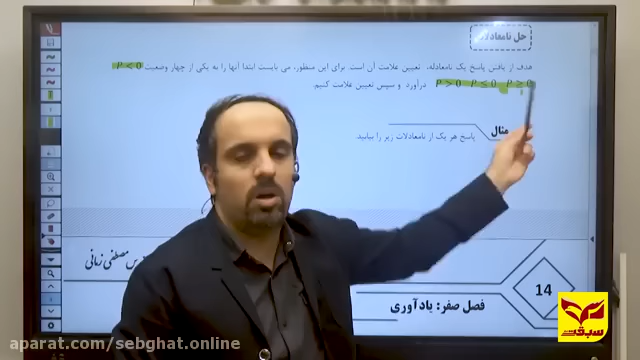 حل نامعادلات
هدف از یافتن پاسخ یک نامعادله، تعیین علامت آن است. برای این منظور، می بایست ابتدا آنها را به یکی از چهار وضعیت P < 0
P > 0 P ≤ 0 P ≥ 0 درآورد و سپس تعیین علامت کنیم.
مثال
پاسخ هر یک از نامعادلات زیر را بیابید.
مصطفی زمانی
فصل صفر: یادآوری
14
سبقت
aparat.com/sebghat.online